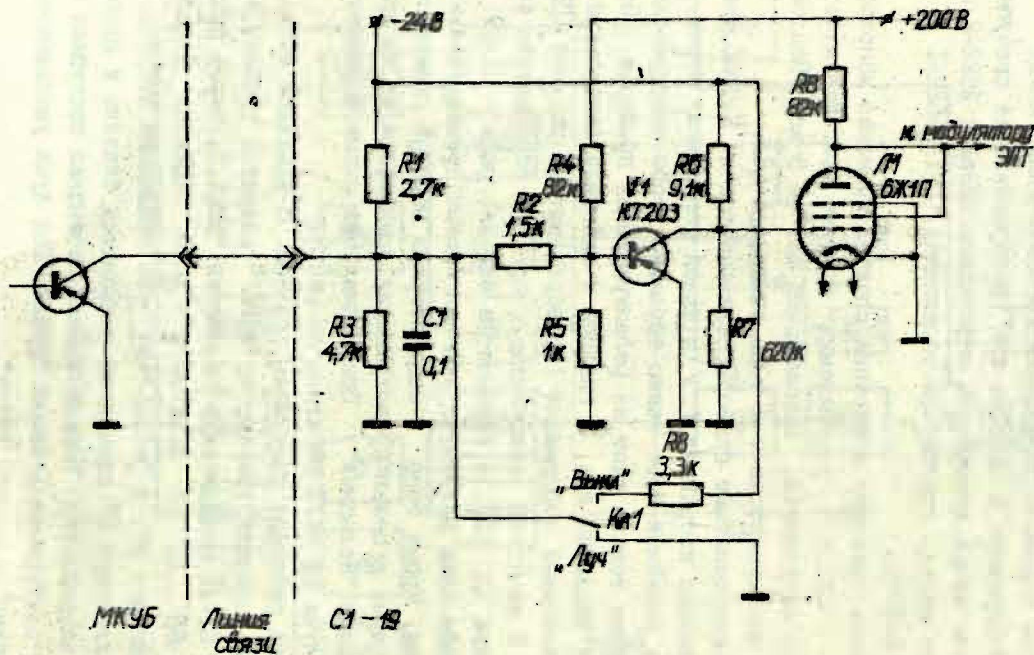 -24В
+200В
R1
2,7к
R4
82к
R6
9,1к
R8
82к
к модулятору
ЭЛТ
Л1
6Ж1П
V1
КТ203
R2
1,5к
R3
4,7к
C1
0,1
R5
1к
R7
620к
R8
3,3к
„Выкл"
Кл1
„Луч"
МКУБ
Линия
связи
С1-19